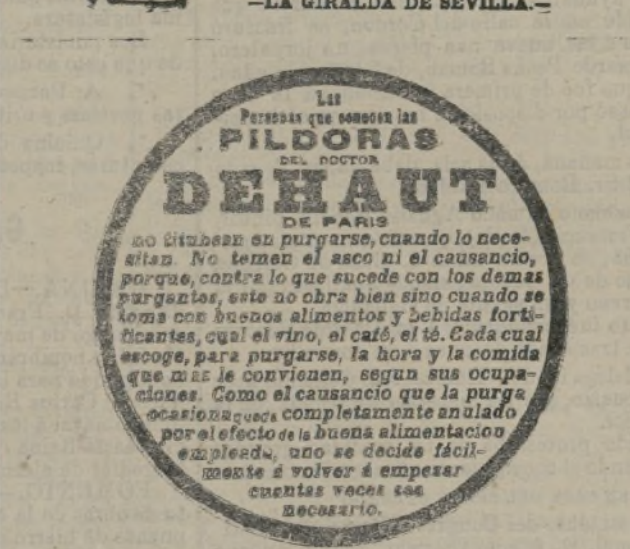 —LA GIRALDA DE SEVILLA.—
Las
Personas que conocen las
PILDORAS
DEL DOCTOR
DEHAUT
DE PARIS
no titubean en purgarse, cuando lo nece-
sitan. No temen el asco ni el causancio,
porque, contra lo que sucede con los demas
purgantes, este no obra bien sino cuando se
toma con buenos alimentos y bebidas forti-
ficantes, cual el vino, el café, el té. Cada cual
escoge, para purgarse, la hora y la comida
que mas le convienen, segun sus ocupa-
ciones. Como el causancio que la purga
ocasiona queda completamente anulado
por el efecto de la buena alimentacion
empleada, uno se decide fácil-
mente á volver á empezar
cuantas veces sea
necesario.